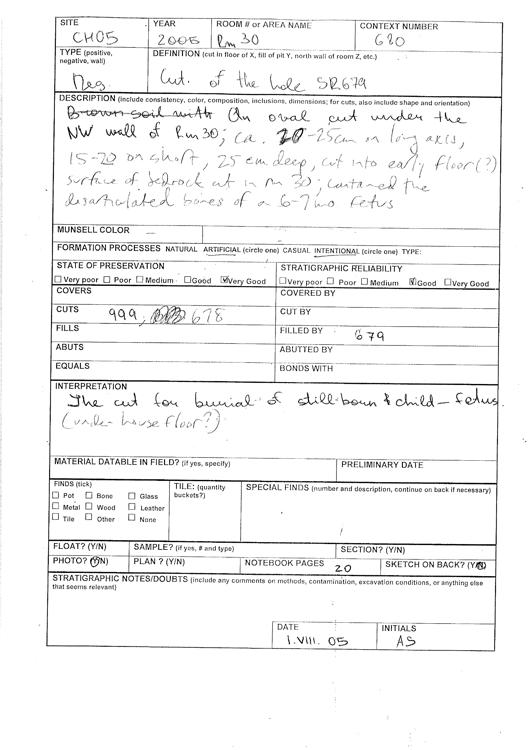 SITE YEAR ROOM # or AREA NAME CONTEXT NUMBER
CH05 2005 Rm 30 680
TYPE (positive, negative, wall) DEFINITION (cut in floor of X, fill of pit Y, north wall of room Z, etc.)
Neg Cut. of the hole SR679
DESCRIPTION (include consistency, color, composition, inclusions, dimensions; for cuts, also include shape and orientation)
Brown soil with An oval cut under the
NW wall of Rm30; ca. 20-25cm on long axis,
15-20 on short, 25 cm deep, cut into early floor(?)
surface of bedrock cut in rm 30; contained the
disarticulated bones of a 6-7 mo fetus
MUNSELL COLOR
FORMATION PROCESSES NATURAL ARTIFICIAL (circle one) CASUAL INTENTIONAL (circle one) TYPE:
STATE OF PRESERVATION STRATIGRAPHIC RELIABILITY
Very poor Poor Medium Good Very Good Very poor Poor Medium Good Very Good
COVERS COVERED BY
CUTS 999, 678 CUT BY
FILLS FILLED BY 679
ABUTS ABUTTED BY
EQUALS BONDS WITH
INTERPRETATION
The cut for burial of stillbourn & child - fetus.
(under house floor?)
MATERIAL DATABLE IN FIELD? (if yes, specify) PRELIMINARY DATE
FINDS (tick) TILE: (quantity buckets?) SPECIAL FINDS (number and description, continue on back if necessary)
Pot Bone Glass
Metal Wood Leather
Tile Other None
FLOAT? (Y/N) SAMPLE? (if yes, # and type) SECTION? (Y/N)
PHOTO? (Y/N) PLAN ? (Y/N) NOTEBOOK PAGES 20 SKETCH ON BACK? (Y/N)
STRATIGRAPHIC NOTES/DOUBTS (include any comments on methods, contamination, excavation conditions, or anything else
that seems relevant)
DATE INITIALS
1.VIII. 05 AS